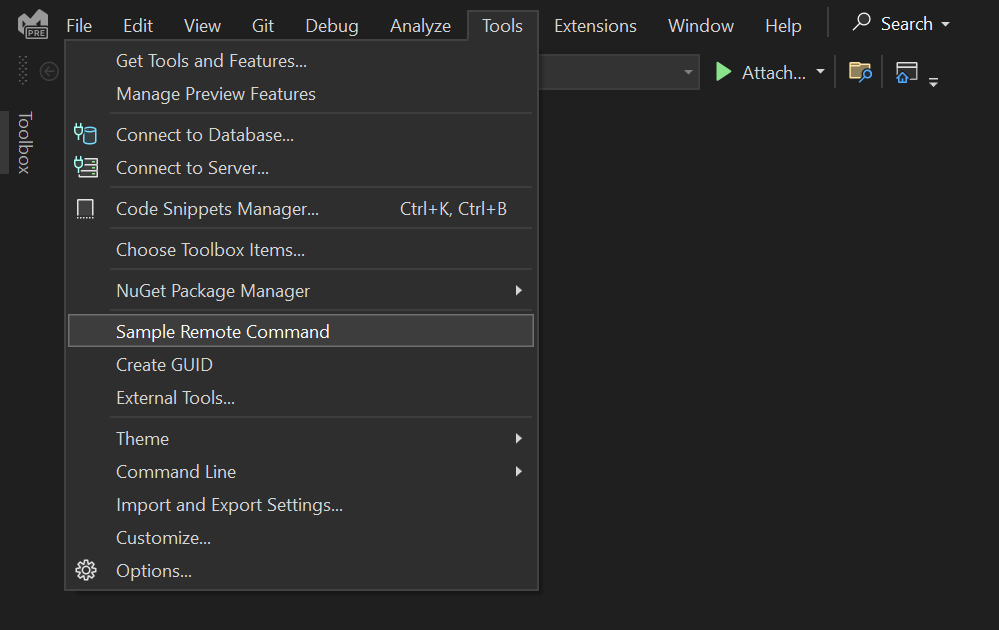 PRE File Edit View Git Debug Analyze Tools Extensions Window Help Search
Attach...
Toolbox
Get Tools and Features...
Manage Preview Features
Connect to Database...
Connect to Server...
Code Snippets Manager... Ctrl+K, Ctrl+B
Choose Toolbox Items...
NuGet Package Manager
Sample Remote Command
Create GUID
External Tools...
Theme
Command Line
Import and Export Settings...
Customize...
Options...